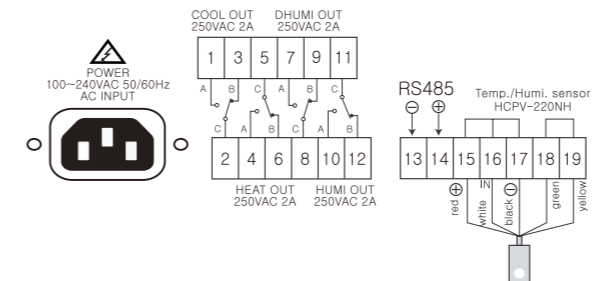 POWER
100~240VAC 50/60Hz
AC INPUT
COOL OUT
250VAC 2A
DHUMI OUT
250VAC 2A
1 3 5 7 9 11
A B C A B C
C A B C A B
2 4 6 8 10 12
HEAT OUT
250VAC 2A
HUMI OUT
250VAC 2A
RS485
⊖ ⊕
Temp./Humi. sensor
HCPV-220NH
13 14 15 16 17 18 19
red ⊕
white IN
black ⊖
green
yellow